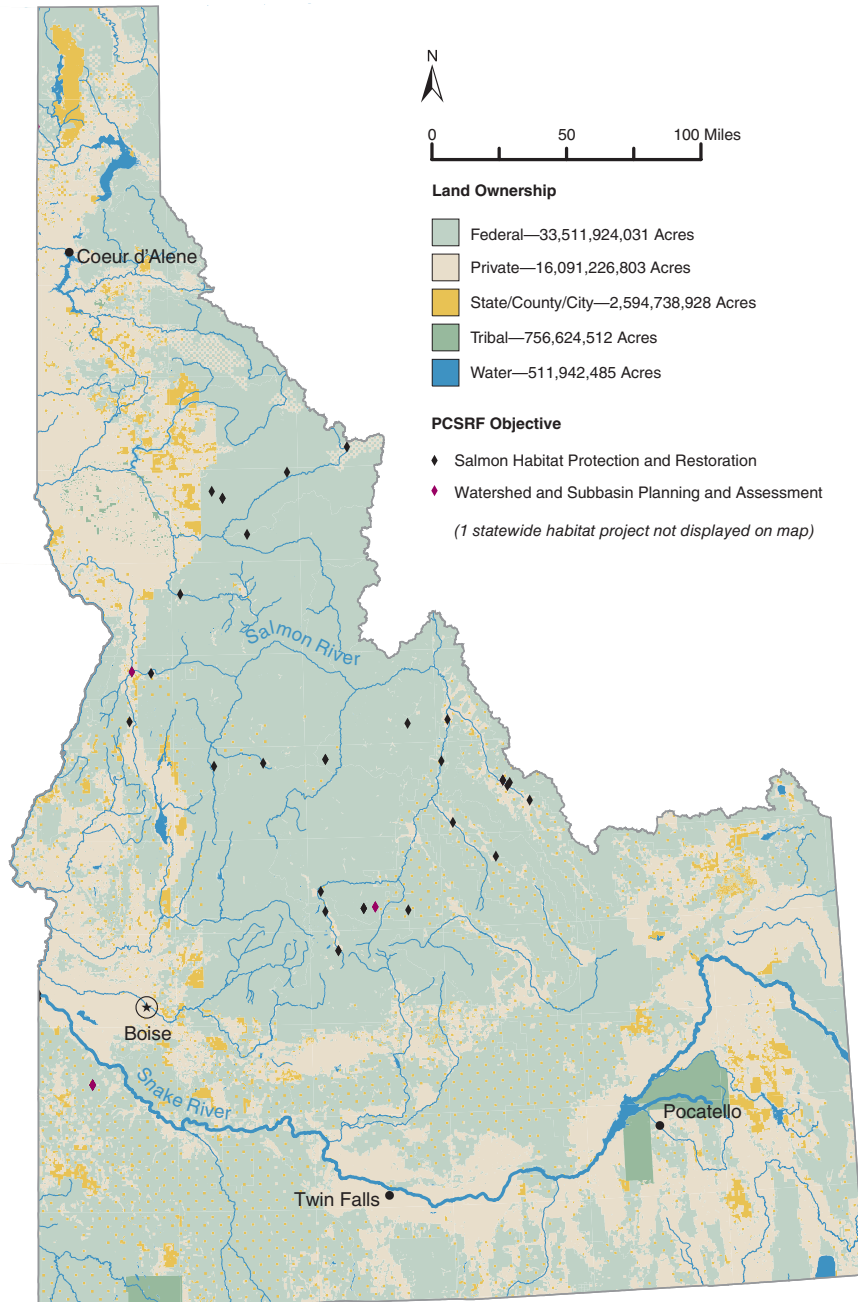 N
0 50 100 Miles
Land Ownership
Federal—33,511,924,031 Acres
Private—16,091,226,803 Acres
State/County/City—2,594,738,928 Acres
Tribal—756,624,512 Acres
Water—511,942,485 Acres
PCSRF Objective
Salmon Habitat Protection and Restoration
Watershed and Subbasin Planning and Assessment
(1 statewide habitat project not displayed on map)
Coeur d'Alene
Salmon River
Boise
Snake River
Pocatello
Twin Falls